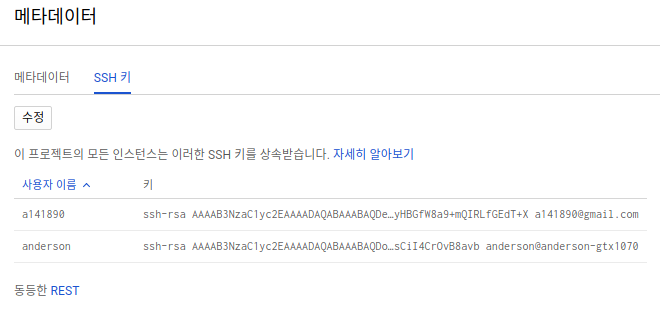 메타데이터
메타데이터 SSH 키
수정
이 프로젝트의 모든 인스턴스는 이러한 SSH 키를 상속받습니다. 자세히 알아보기
사용자 이름 키
a141890 ssh-rsa AAAAB3NzaC1yc2EAAAADAQABAAABAQDe…yHBGfW8a9+mQIRLfGEdT+X a141890@gmail.com
anderson ssh-rsa AAAAB3NzaC1yc2EAAAADAQABAAABAQDo…sCiI4CrOvB8avb anderson@anderson-gtx1070
동등한 REST